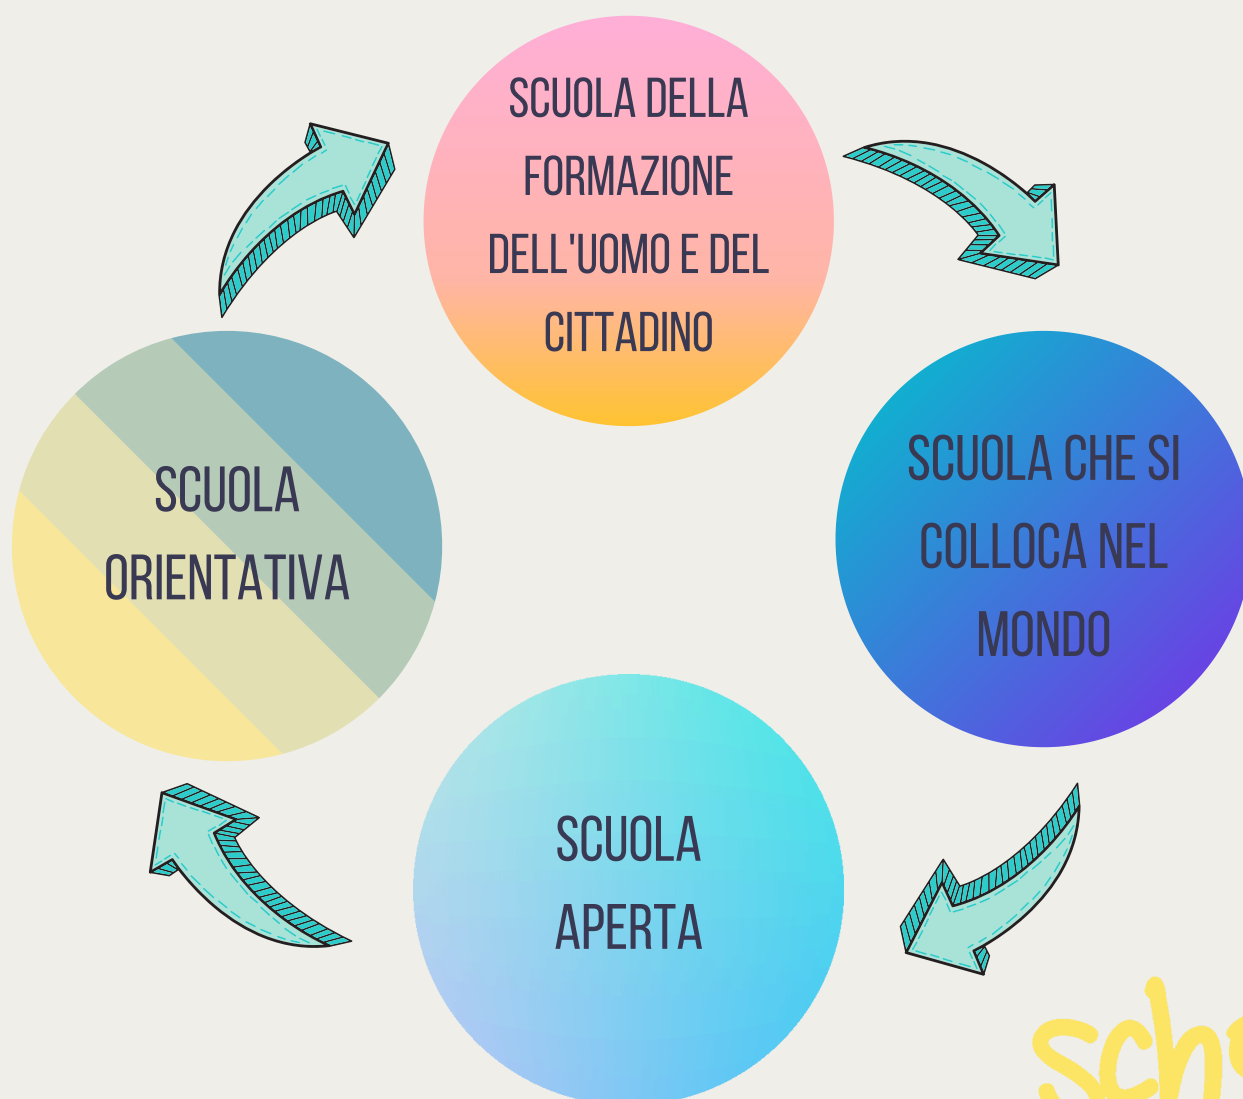 SCUOLA DELLA
FORMAZIONE
DELL'UOMO E DEL
CITTADINO
SCUOLA CHE SI
COLLOCA NEL
MONDO
SCUOLA
APERTA
SCUOLA
ORIENTATIVA